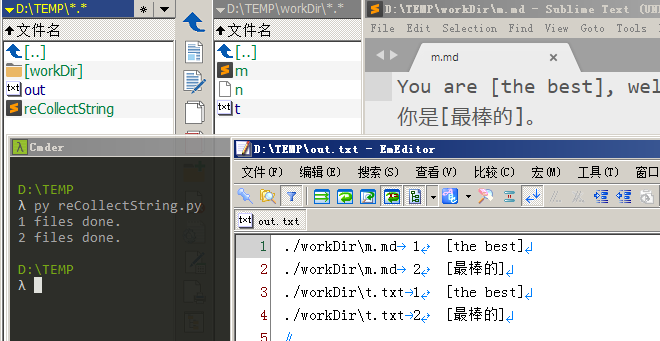 D:\TEMP\*.*
文件名
[..]
[workDir]
out
reCollectString
D:\TEMP\workDir\*.*
文件名
[..]
m
n
t
D:\TEMP\workDir\m.md - Sublime Text (UN
File Edit Selection Find View Goto Tools
m.md
You are [the best], wel
你是[最棒的]。
Cmder
D:\TEMP
λ py reCollectString.py
1 files done.
2 files done.
D:\TEMP
λ
D:\TEMP\out.txt - EmEditor
文件(F) 编辑(E) 搜索(S) 查看(V) 比较(C) 宏(M) 工具(T) 窗口
out.txt
1 ./workDir\m.md 1 [the best]
2 ./workDir\m.md 2 [最棒的]
3 ./workDir\t.txt 1 [the best]
4 ./workDir\t.txt 2 [最棒的]
5